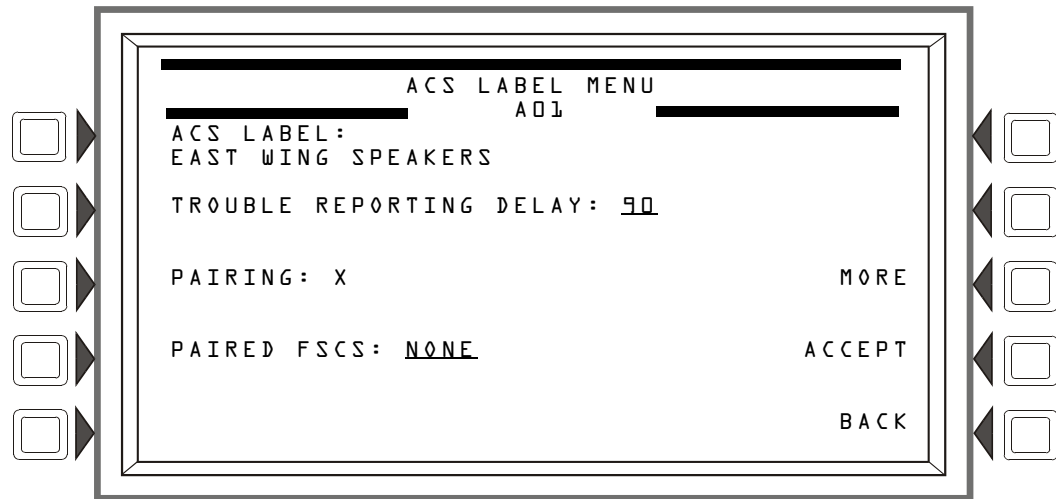 ACS LABEL MENU
A01
ACS LABEL:
EAST WING SPEAKERS
TROUBLE REPORTING DELAY: 90
PAIRING: X
MORE
PAIRED FSCS: NONE
ACCEPT
BACK